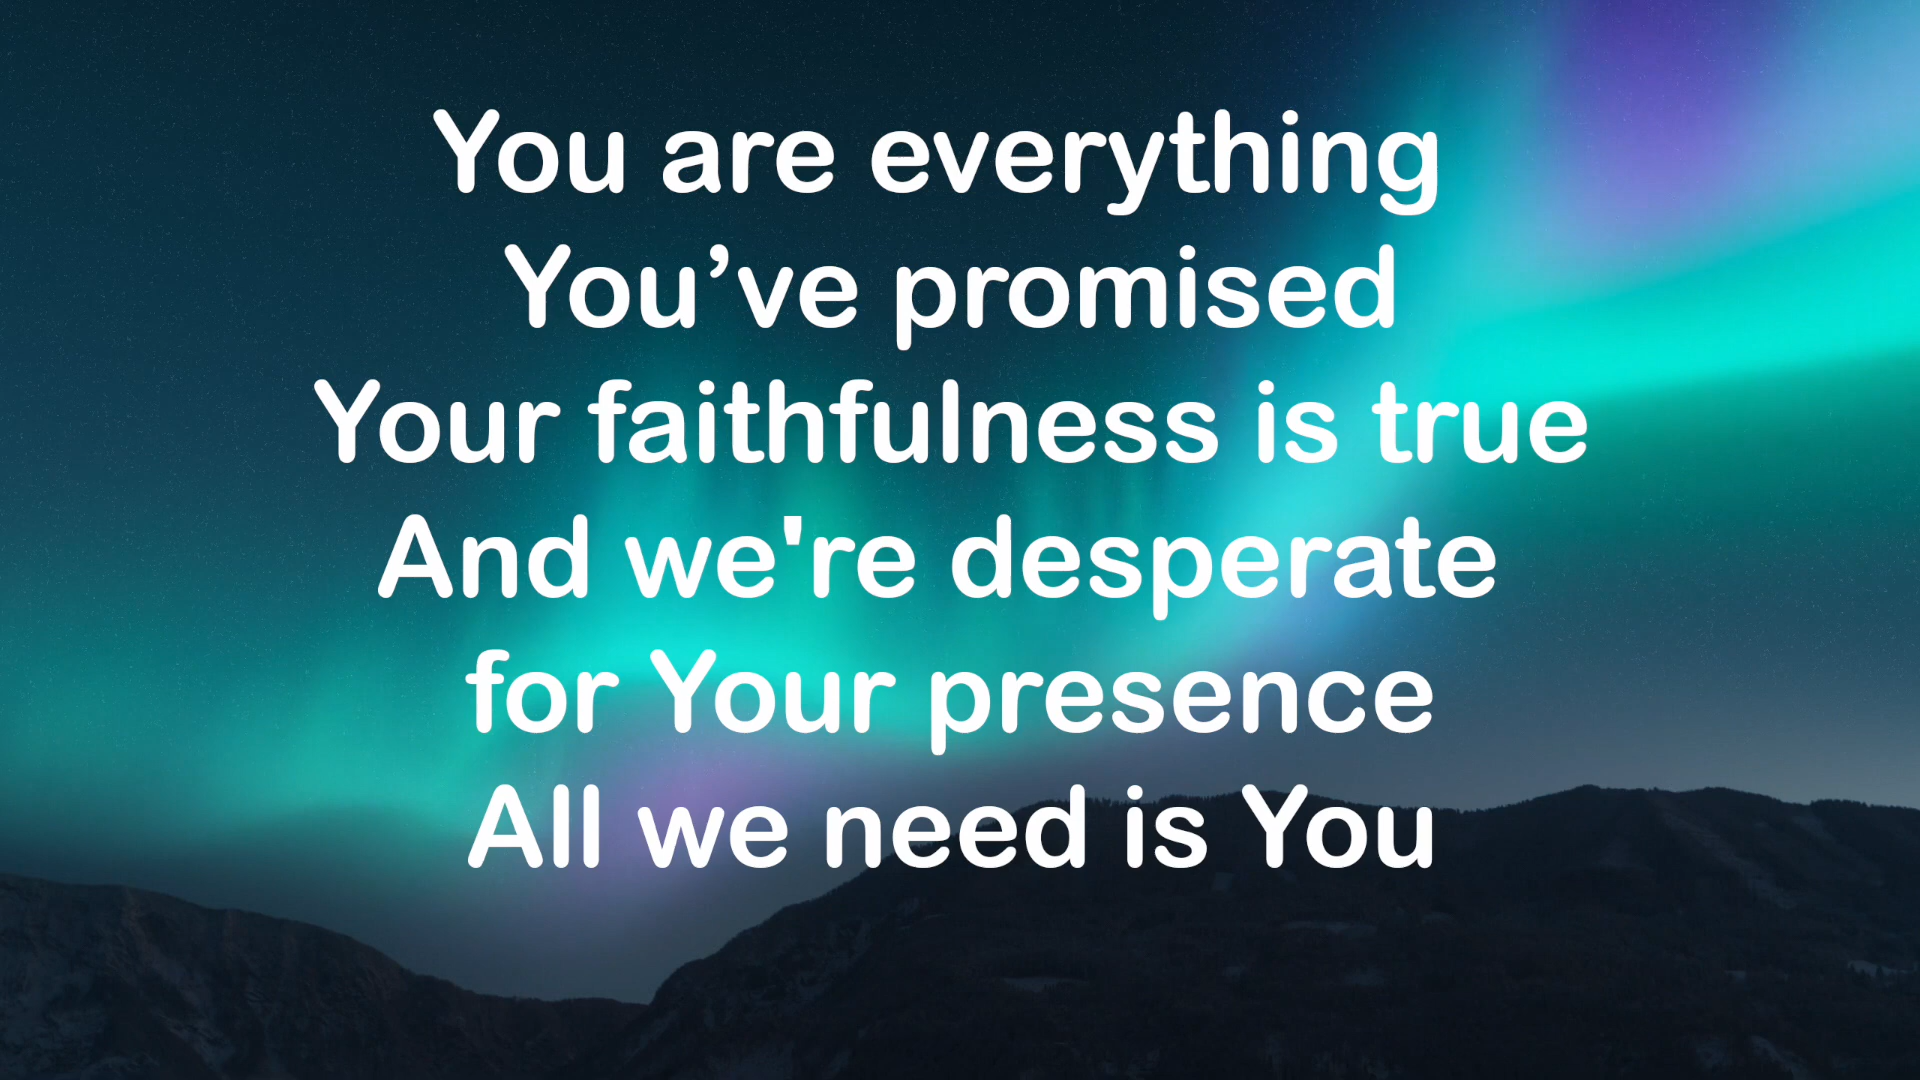 You are everything
You’ve promised
Your faithfulness is true
And we're desperate
for Your presence
All we need is You